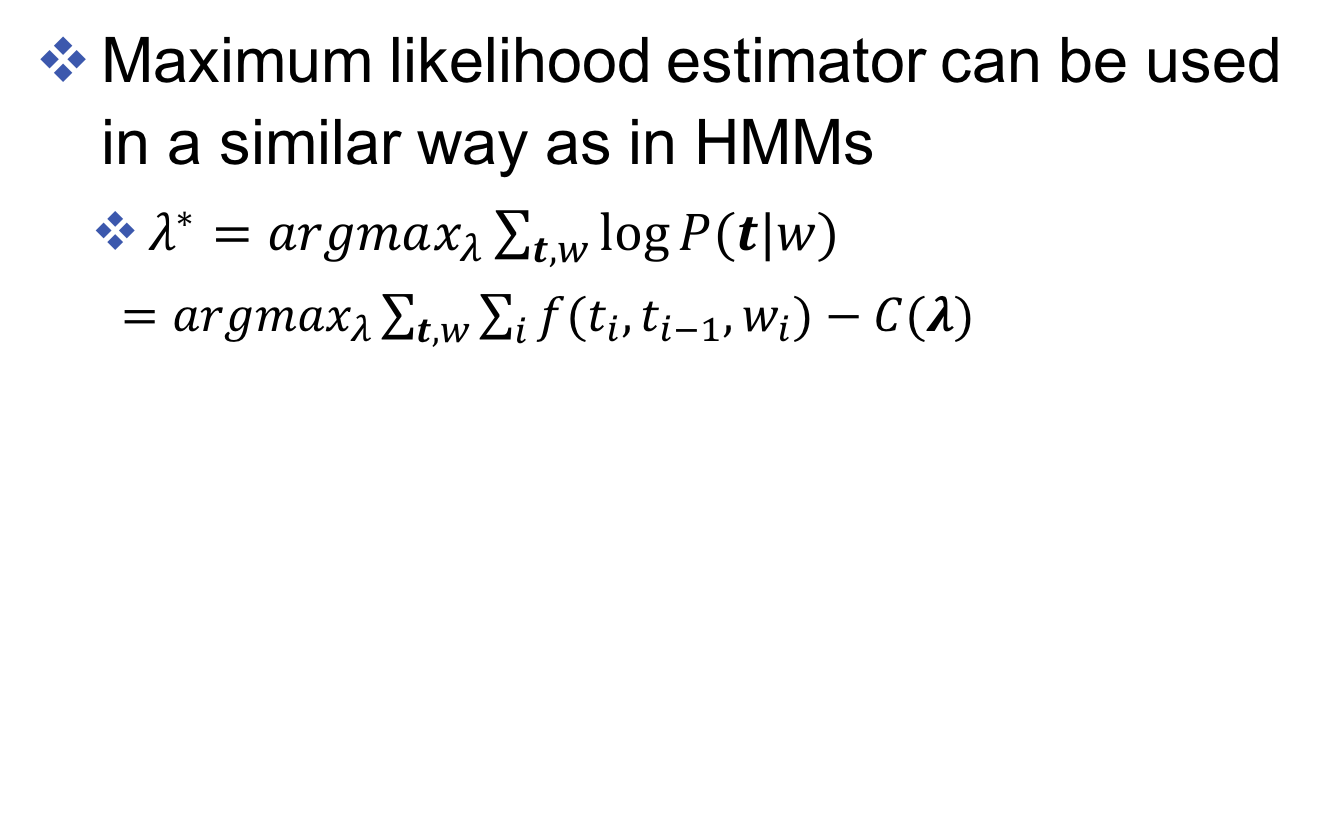 ❖ Maximum likelihood estimator can be used
in a similar way as in HMMs
❖ λ* = argmax_λ ∑_{t,w} log P(t|w)
= argmax_λ ∑_{t,w} ∑_i f(t_i, t_{i−1}, w_i) − C(λ)